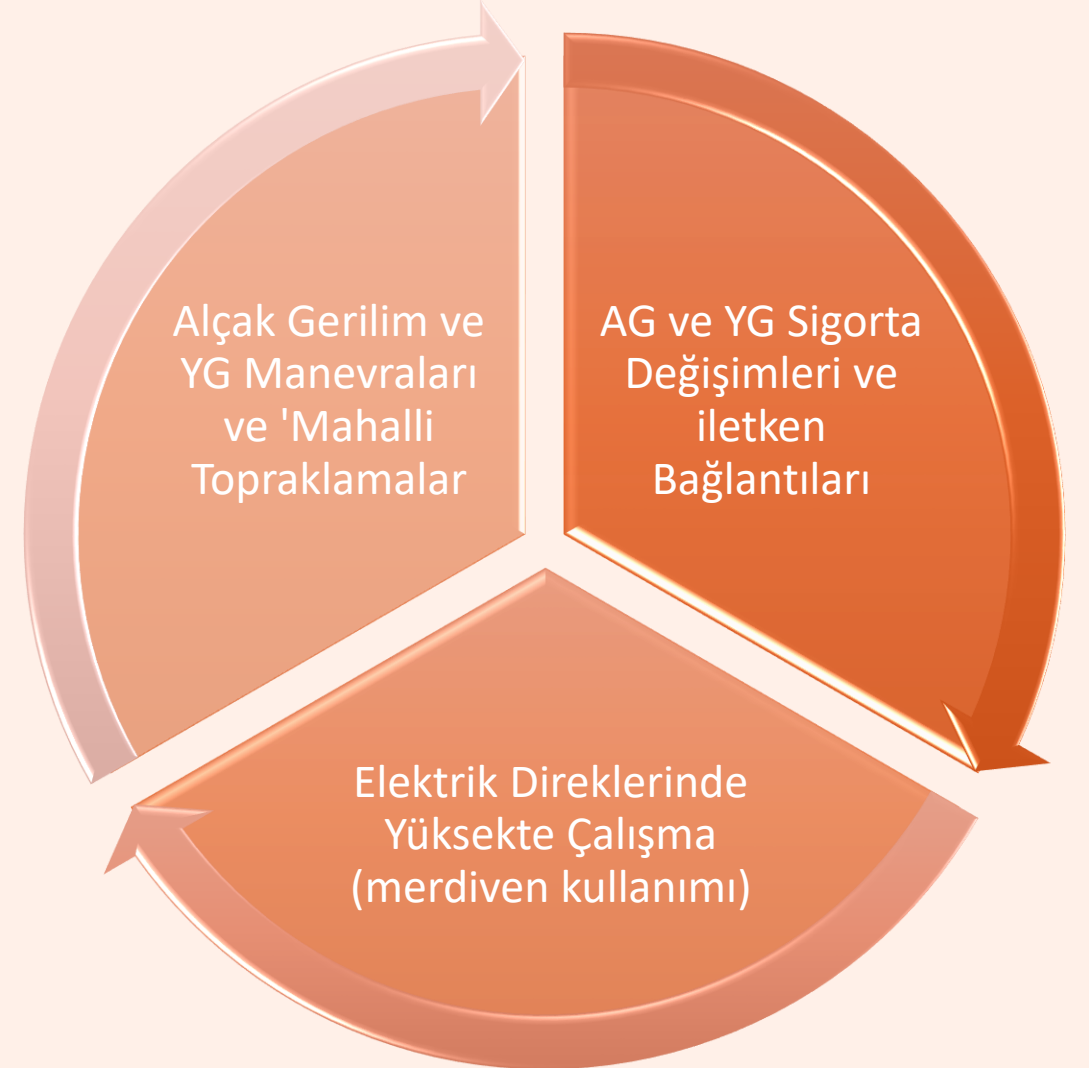 Alçak Gerilim ve
YG Manevraları
ve 'Mahalli
Topraklamalar
AG ve YG Sigorta
Değişimleri ve
iletken
Bağlantıları
Elektrik Direklerinde
Yüksekte Çalışma
(merdiven kullanımı)